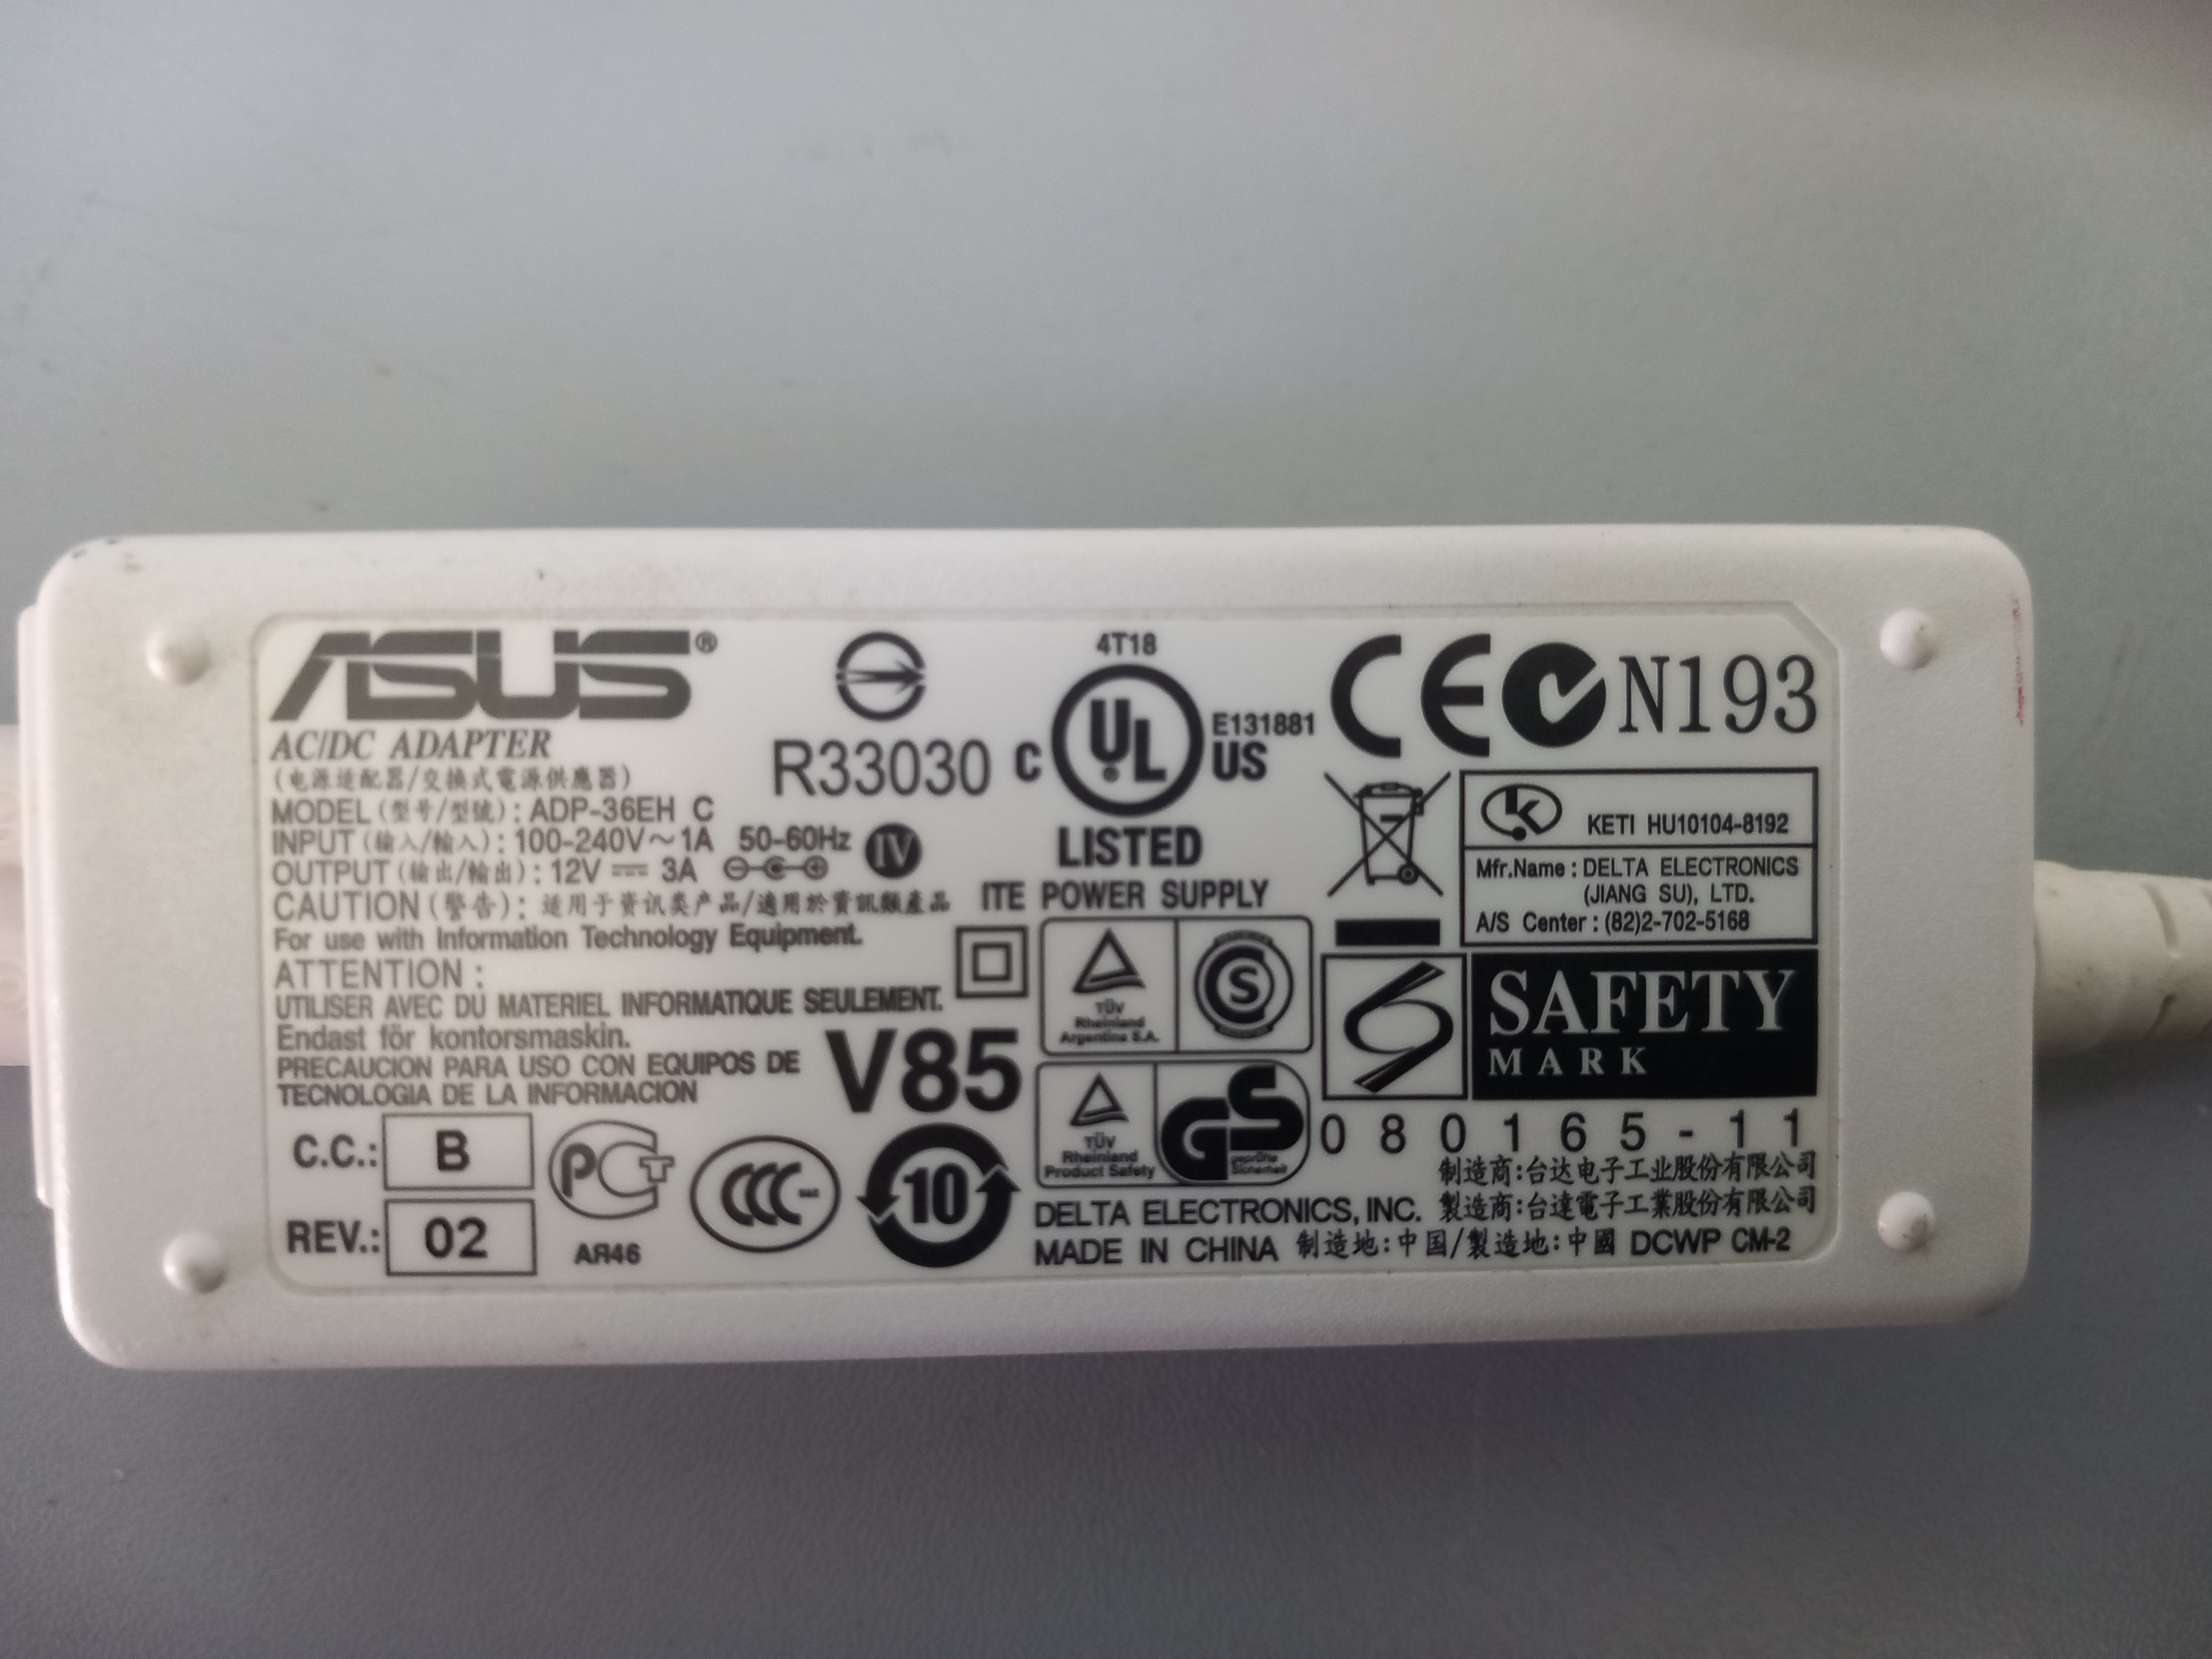 ASUS®
AC/DC ADAPTER
(电源适配器/交換式電源供應器)
MODEL (型号/型號) : ADP-36EH C
INPUT (输入/輸入) : 100-240V～1A 50-60Hz IV
OUTPUT (输出/輸出) : 12V ⎓ 3A
CAUTION (警告) : 适用于资讯类产品/適用於資訊類產品
For use with Information Technology Equipment.
ATTENTION :
UTILISER AVEC DU MATERIEL INFORMATIQUE SEULEMENT.
Endast för kontorsmaskin.
PRECAUCION PARA USO CON EQUIPOS DE
TECNOLOGIA DE LA INFORMACION
V85
C.C.: B
REV.: 02
PCT
AR46
CCC
10
R33030
4T18
C UL® US
E131881
LISTED
ITE POWER SUPPLY
TÜV
Rheinland
Argentina S.A.
S
TÜV
Rheinland
Product Safety
GS
geprüfte
Sicherheit
CE N193
K
KETI HU10104-8192
Mfr.Name : DELTA ELECTRONICS
(JIANG SU), LTD.
A/S Center : (82)2-702-5168
SAFETY
MARK
080165-11
制造商:台达电子工业股份有限公司
DELTA ELECTRONICS, INC. 製造商:台達電子工業股份有限公司
MADE IN CHINA 制造地:中国/製造地:中國 DCWP CM-2